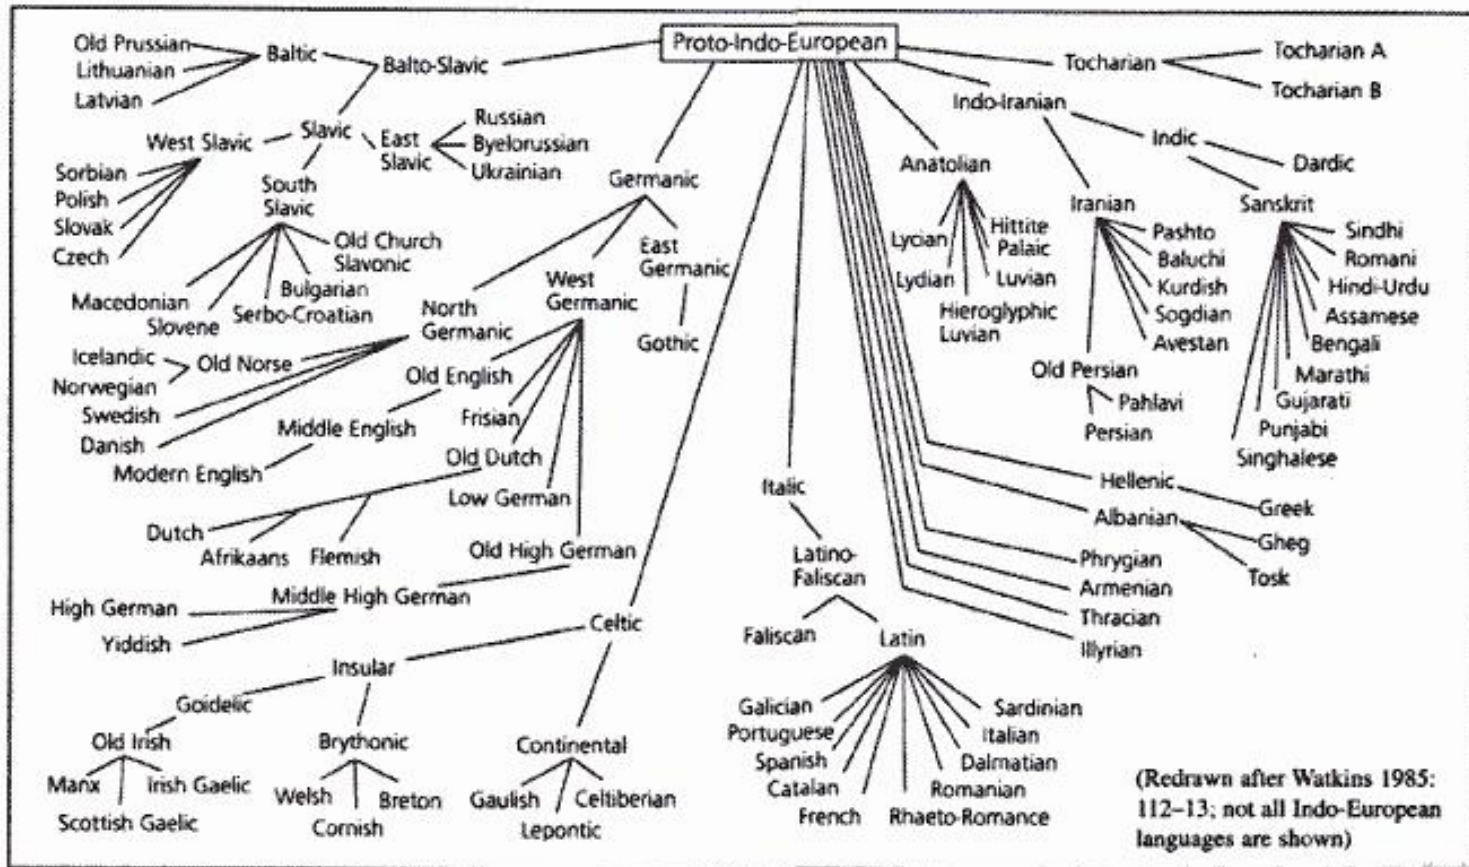 Proto-Indo-European
Old Prussian
Lithuanian
Latvian
Baltic
Balto-Slavic
Slavic
West Slavic
Sorbian
Polish
Slovak
Czech
East
Slavic
Russian
Byelorussian
Ukrainian
South
Slavic
Old Church
Slavonic
Bulgarian
Serbo-Croatian
Slovene
Macedonian
Germanic
North
Germanic
Old Norse
Icelandic
Norwegian
Swedish
Danish
West
Germanic
Old English
Middle English
Modern English
Frisian
Old Dutch
Dutch
Afrikaans
Flemish
Low German
Old High German
Middle High German
High German
Yiddish
East
Germanic
Gothic
Celtic
Insular
Goidelic
Old Irish
Manx
Scottish Gaelic
Irish Gaelic
Brythonic
Welsh
Cornish
Breton
Continental
Gaulish
Lepontic
Celtiberian
Italic
Latino-
Faliscan
Faliscan
Latin
Galician
Portuguese
Spanish
Catalan
French
Rhaeto-Romance
Romanian
Dalmatian
Italian
Sardinian
Anatolian
Lycian
Lydian
Hieroglyphic
Luvian
Luvian
Hittite
Palaic
Indo-Iranian
Iranian
Old Persian
Pahlavi
Persian
Pashto
Baluchi
Kurdish
Sogdian
Avestan
Indic
Dardic
Sanskrit
Sindhi
Romani
Hindi-Urdu
Assamese
Bengali
Marathi
Gujarati
Punjabi
Singhalese
Tocharian
Tocharian A
Tocharian B
Hellenic
Greek
Albanian
Gheg
Tosk
Phrygian
Armenian
Thracian
Illyrian
(Redrawn after Watkins 1985:
112–13; not all Indo-European
languages are shown)